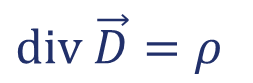 div D⃗ = ρ